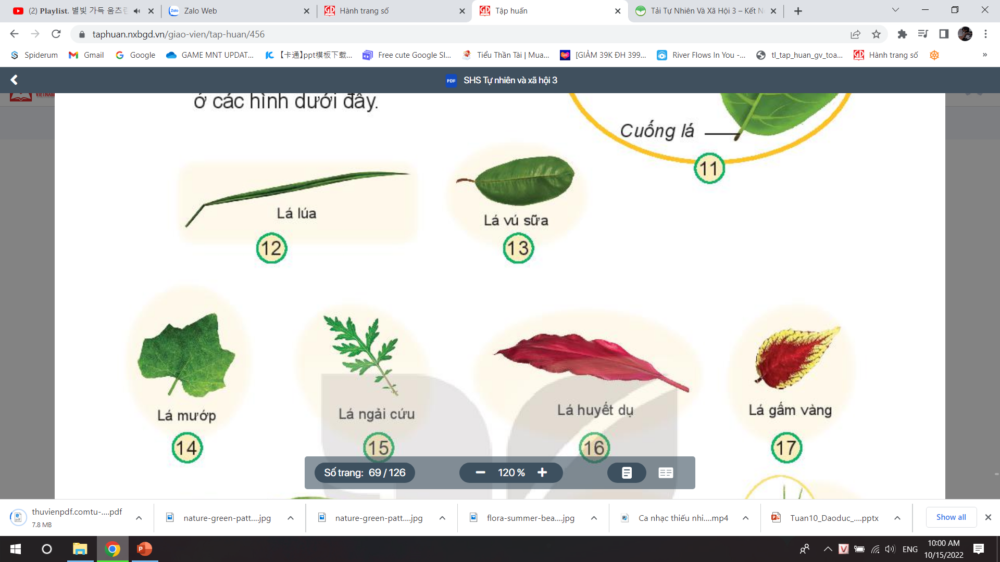 (2) Playlist. 별빛 가득 움츠린
Zalo Web
Hành trang số
Tập huấn
Tải Tự Nhiên Và Xã Hội 3 – Kết N
taphuan.nxbgd.vn/giao-vien/tap-huan/456
Spiderum
Gmail
Google
GAME MNT UPDAT...
【卡通】ppt模板下载...
Free cute Google Sl...
Tiểu Thần Tài | Mua...
[GIẢM 39K ĐH 399...
River Flows In You -...
tl_tap_huan_gv_toa...
Hành trang số
»
PDF SHS Tự nhiên và xã hội 3
VIETNAM
ở các hình dưới đây.
Cuống lá
11
Lá lúa
12
Lá vú sữa
13
Lá mướp
14
Lá ngải cứu
15
Lá huyết dụ
16
Lá gấm vàng
17
Số trang: 69 / 126
120 %
thuvienpdf.comtu-....pdf
7.8 MB
nature-green-patt....jpg
nature-green-patt....jpg
flora-summer-bea....jpg
Ca nhạc thiếu nhi....mp4
Tuan10_Daoduc_....pptx
Show all
ENG
10:00 AM
10/15/2022